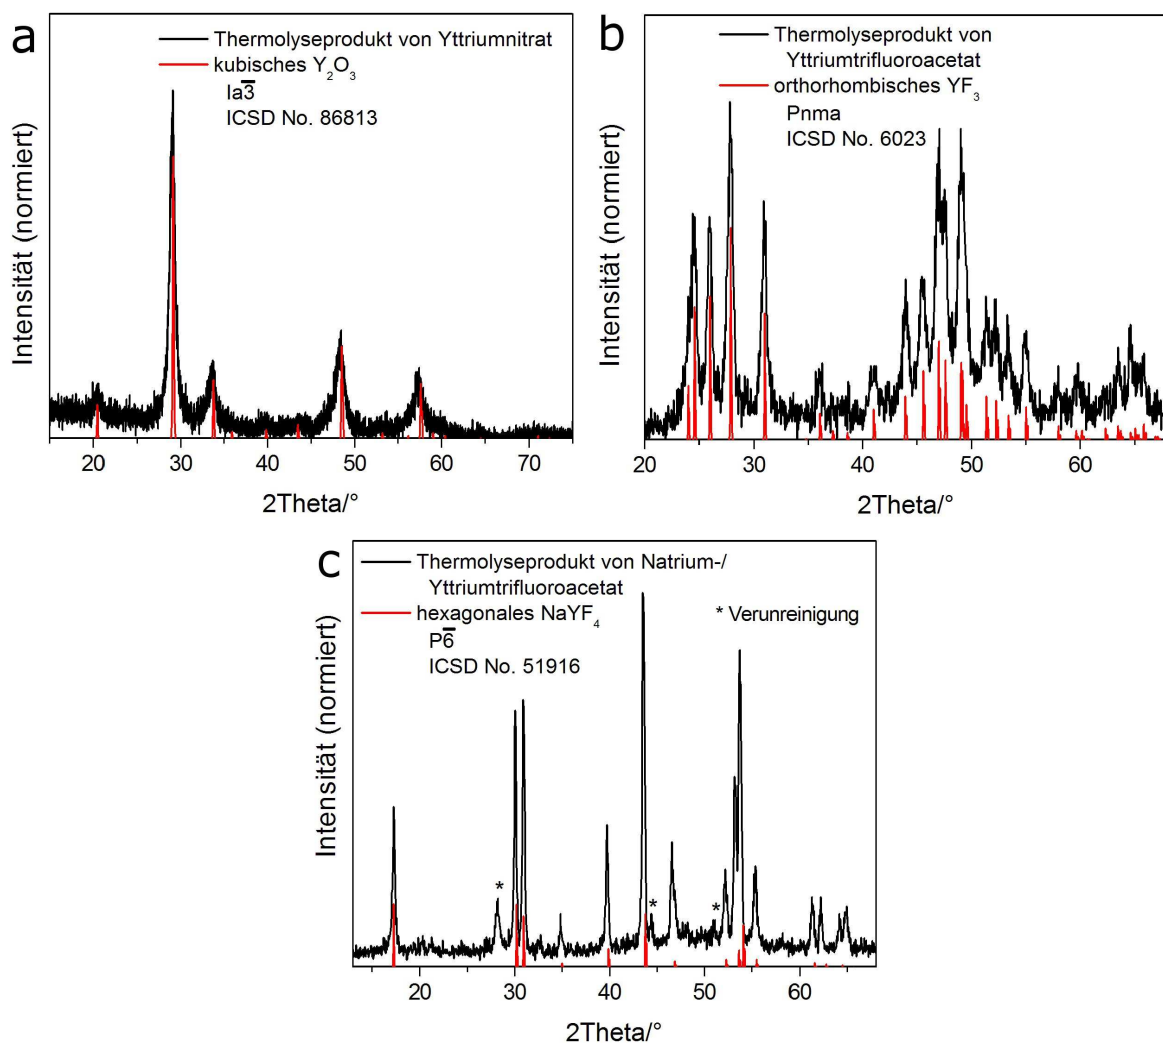 a
Thermolyseprodukt von Yttriumnitrat
kubisches Y₂O₃
Ia3̅
ICSD No. 86813
Intensität (normiert)
20 30 40 50 60 70
2Theta/°
b
Thermolyseprodukt von
Yttriumtrifluoroacetat
orthorhombisches YF₃
Pnma
ICSD No. 6023
Intensität (normiert)
20 30 40 50 60
2Theta/°
c
Thermolyseprodukt von Natrium-/
Yttriumtrifluoroacetat
hexagonales NaYF₄
P6̅
ICSD No. 51916
* Verunreinigung
*
*
*
Intensität (normiert)
20 30 40 50 60
2Theta/°